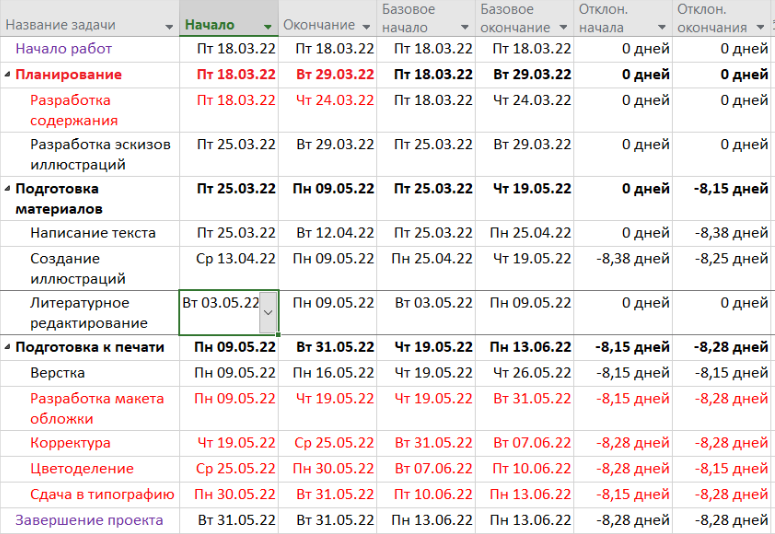 Название задачи Начало Окончание Базовое начало Базовое окончание Отклон. начала Отклон. окончания
Начало работ Пт 18.03.22 Пт 18.03.22 Пт 18.03.22 Пт 18.03.22 0 дней 0 дней
Планирование Пт 18.03.22 Вт 29.03.22 Пт 18.03.22 Вт 29.03.22 0 дней 0 дней
Разработка содержания Пт 18.03.22 Чт 24.03.22 Пт 18.03.22 Чт 24.03.22 0 дней 0 дней
Разработка эскизов иллюстраций Пт 25.03.22 Вт 29.03.22 Пт 25.03.22 Вт 29.03.22 0 дней 0 дней
Подготовка материалов Пт 25.03.22 Пн 09.05.22 Пт 25.03.22 Чт 19.05.22 0 дней -8,15 дней
Написание текста Пт 25.03.22 Вт 12.04.22 Пт 25.03.22 Пн 25.04.22 0 дней -8,38 дней
Создание иллюстраций Ср 13.04.22 Пн 09.05.22 Пн 25.04.22 Чт 19.05.22 -8,38 дней -8,25 дней
Литературное редактирование Вт 03.05.22 Пн 09.05.22 Вт 03.05.22 Пн 09.05.22 0 дней 0 дней
Подготовка к печати Пн 09.05.22 Вт 31.05.22 Чт 19.05.22 Пн 13.06.22 -8,15 дней -8,28 дней
Верстка Пн 09.05.22 Пн 16.05.22 Чт 19.05.22 Чт 26.05.22 -8,15 дней -8,15 дней
Разработка макета обложки Пн 09.05.22 Чт 19.05.22 Чт 19.05.22 Вт 31.05.22 -8,15 дней -8,28 дней
Корректура Чт 19.05.22 Ср 25.05.22 Вт 31.05.22 Вт 07.06.22 -8,28 дней -8,28 дней
Цветоделение Ср 25.05.22 Пн 30.05.22 Вт 07.06.22 Пт 10.06.22 -8,28 дней -8,15 дней
Сдача в типографию Пн 30.05.22 Вт 31.05.22 Пт 10.06.22 Пн 13.06.22 -8,15 дней -8,28 дней
Завершение проекта Вт 31.05.22 Вт 31.05.22 Пн 13.06.22 Пн 13.06.22 -8,28 дней -8,28 дней